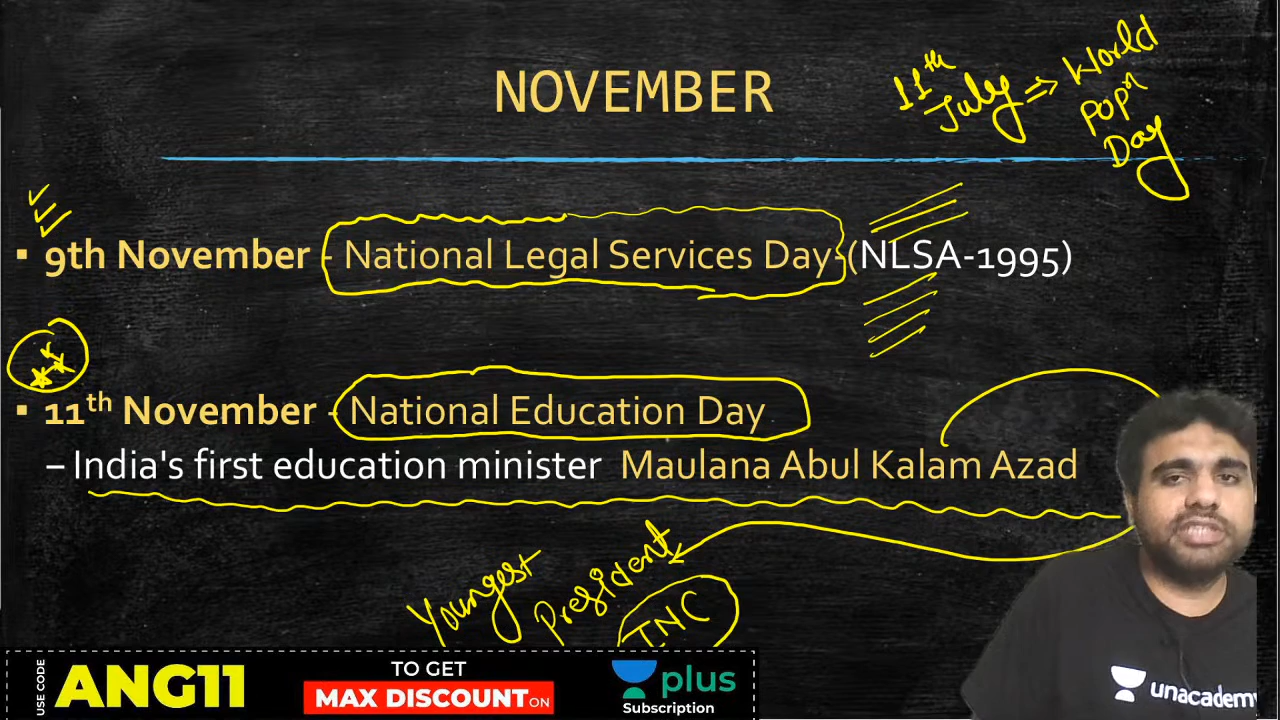 NOVEMBER
11th July => World Popn Day
▪ 9th November - National Legal Services Day (NLSA-1995)
▪ 11th November - National Education Day
– India's first education minister Maulana Abul Kalam Azad
Youngest President INC
USE CODE ANG11
TO GET
MAX DISCOUNT ON
plus
Subscription
unacademy